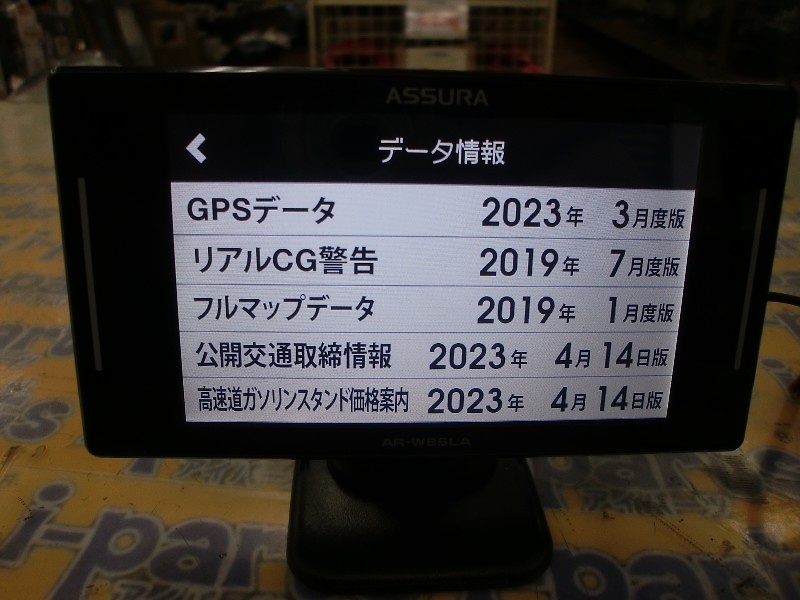 ASSURA
データ情報
GPSデータ 2023年 3月度版
リアルCG警告 2019年 7月度版
フルマップデータ 2019年 1月度版
公開交通取締情報 2023年 4月14日版
高速道ガソリンスタンド価格案内 2023年 4月14日版
AR-W86LA
i-parts